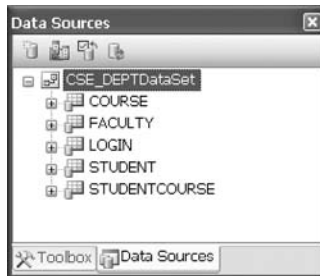 Data Sources
CSE_DEPTDataSet
COURSE
FACULTY
LOGIN
STUDENT
STUDENTCOURSE
Toolbox Data Sources